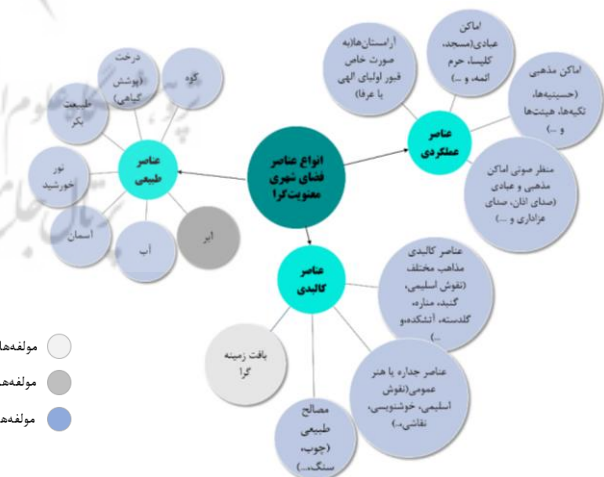 انواع عناصر
فضای شهری
معنویت‌گرا
عناصر
عملکردی
آرامستان‌ها(به
صورت خاص
قبور اولیای الهی
یا عرفا)
اماکن
عبادی(مسجد،
کلیسا، حرم
ائمه، و ...)
اماکن مذهبی
(حسینیه‌ها،
تکیه‌ها، هیئت‌ها
و ...)
منظر صوتی اماکن
مذهبی و عبادی
(صدای اذان، صدای
عزاداری و ...)
عناصر
طبیعی
کوه
درخت
(پوشش
گیاهی)
طبیعت
بکر
نور
خورشید
آسمان
آب
ابر
عناصر
کالبدی
عناصر کالبدی
مذاهب مختلف
(نقوش اسلیمی،
گنبد، مناره،
گلدسته، آتشکده،و
...)
عناصر جداره یا هنر
عمومی(نقوش
اسلیمی، خوشنویسی،
نقاشی،..)
مصالح
طبیعی
(چوب،
سنگ،...)
بافت زمینه
گرا
مولفه‌ها
مولفه‌ه
مولفه‌ه